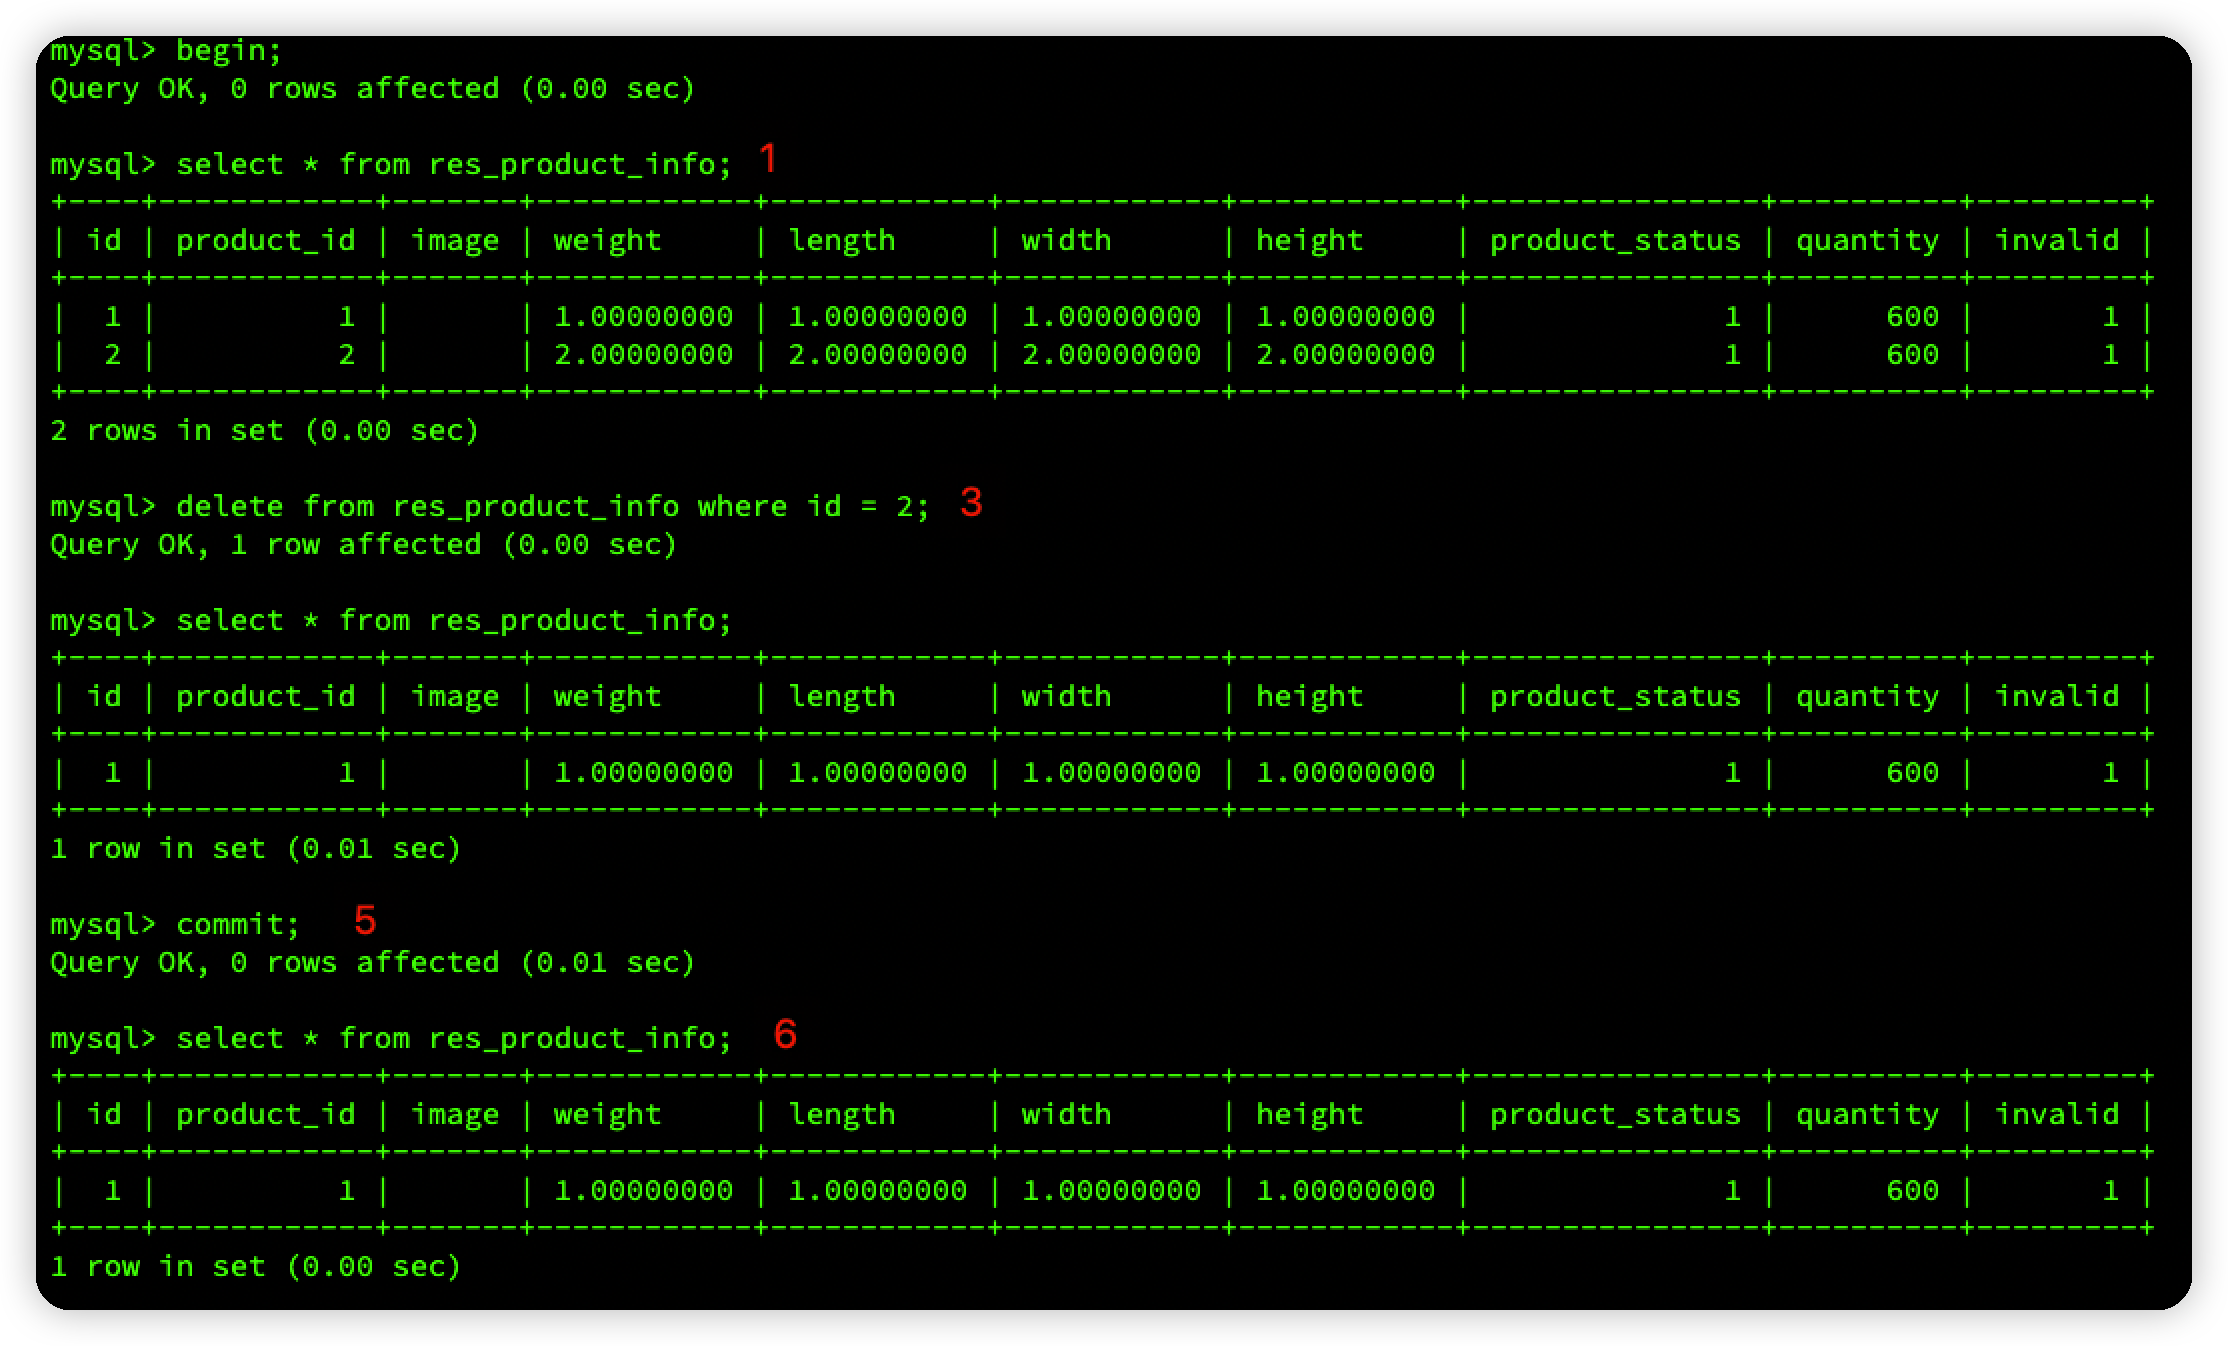 mysql> begin;
Query OK, 0 rows affected (0.00 sec)
mysql> select * from res_product_info; 1
+----+------------+-------+------------+------------+------------+------------+----------------+----------+---------+
| id | product_id | image | weight     | length     | width      | height     | product_status | quantity | invalid |
+----+------------+-------+------------+------------+------------+------------+----------------+----------+---------+
|  1 |          1 |       | 1.00000000 | 1.00000000 | 1.00000000 | 1.00000000 |              1 |      600 |       1 |
|  2 |          2 |       | 2.00000000 | 2.00000000 | 2.00000000 | 2.00000000 |              1 |      600 |       1 |
+----+------------+-------+------------+------------+------------+------------+----------------+----------+---------+
2 rows in set (0.00 sec)
mysql> delete from res_product_info where id = 2; 3
Query OK, 1 row affected (0.00 sec)
mysql> select * from res_product_info;
+----+------------+-------+------------+------------+------------+------------+----------------+----------+---------+
| id | product_id | image | weight     | length     | width      | height     | product_status | quantity | invalid |
+----+------------+-------+------------+------------+------------+------------+----------------+----------+---------+
|  1 |          1 |       | 1.00000000 | 1.00000000 | 1.00000000 | 1.00000000 |              1 |      600 |       1 |
+----+------------+-------+------------+------------+------------+------------+----------------+----------+---------+
1 row in set (0.01 sec)
mysql> commit; 5
Query OK, 0 rows affected (0.01 sec)
mysql> select * from res_product_info; 6
+----+------------+-------+------------+------------+------------+------------+----------------+----------+---------+
| id | product_id | image | weight     | length     | width      | height     | product_status | quantity | invalid |
+----+------------+-------+------------+------------+------------+------------+----------------+----------+---------+
|  1 |          1 |       | 1.00000000 | 1.00000000 | 1.00000000 | 1.00000000 |              1 |      600 |       1 |
+----+------------+-------+------------+------------+------------+------------+----------------+----------+---------+
1 row in set (0.00 sec)